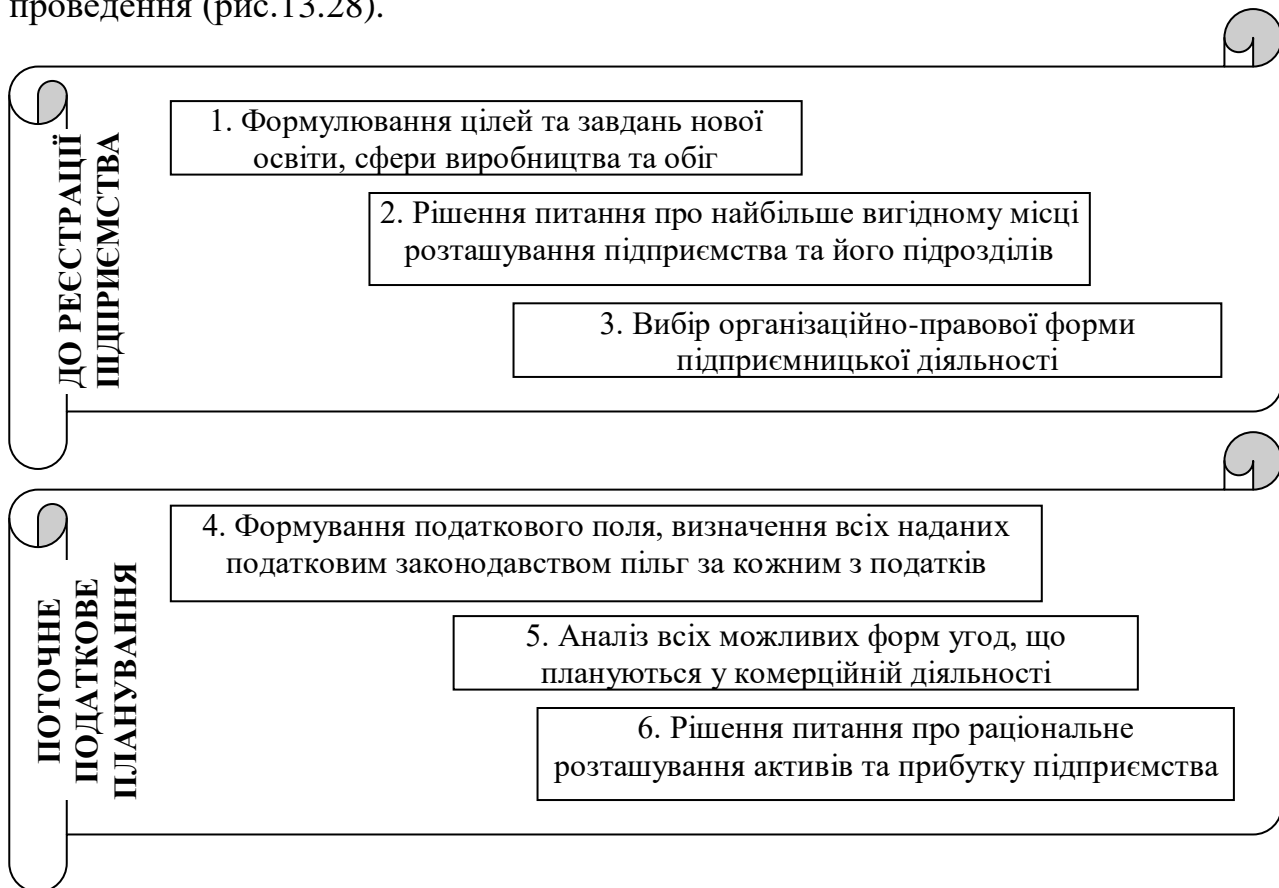 проведення (рис.13.28).
ДО РЕЄСТРАЦІЇ
ПІДПРИЄМСТВА
1. Формулювання цілей та завдань нової
освіти, сфери виробництва та обіг
2. Рішення питання про найбільше вигідному місці
розташування підприємства та його підрозділів
3. Вибір організаційно-правової форми
підприємницької діяльності
ПОТОЧНЕ
ПОДАТКОВЕ
ПЛАНУВАННЯ
4. Формування податкового поля, визначення всіх наданих
податковим законодавством пільг за кожним з податків
5. Аналіз всіх можливих форм угод, що
плануються у комерційній діяльності
6. Рішення питання про раціональне
розташування активів та прибутку підприємства